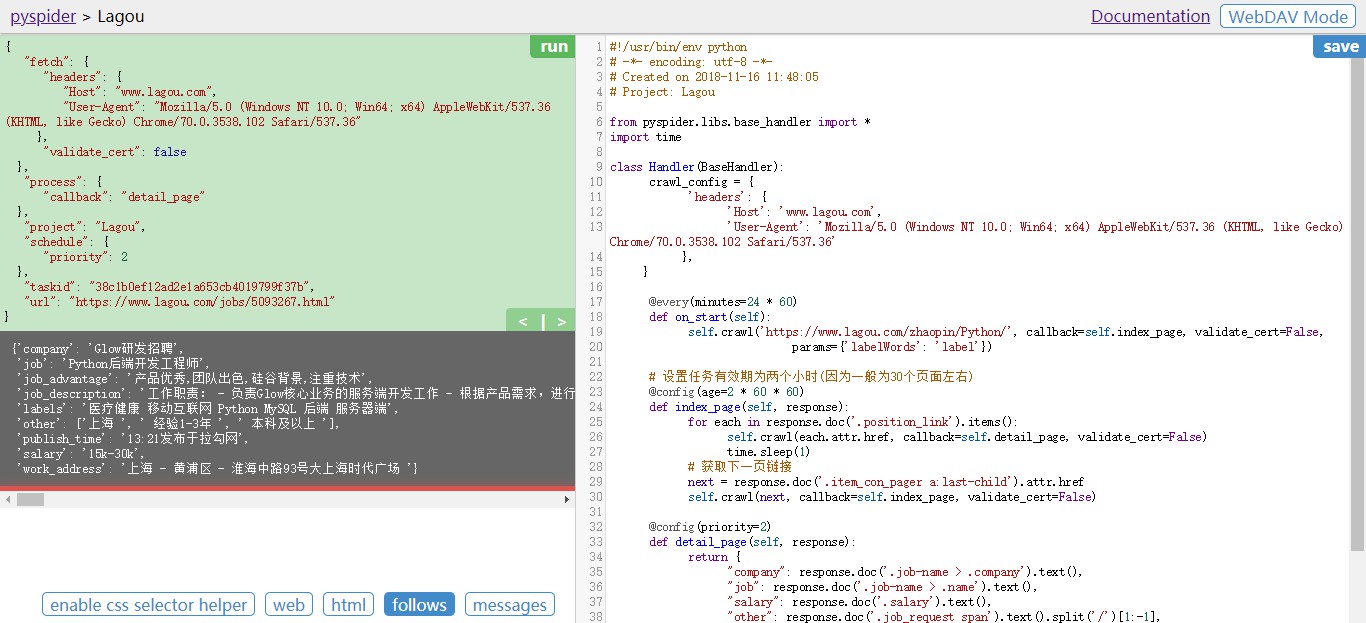 pyspider > Lagou
Documentation WebDAV Mode
run
{
"fetch": {
"headers": {
"Host": "www.lagou.com",
"User-Agent": "Mozilla/5.0 (Windows NT 10.0; Win64; x64) AppleWebKit/537.36
(KHTML, like Gecko) Chrome/70.0.3538.102 Safari/537.36"
},
"validate_cert": false
},
"process": {
"callback": "detail_page"
},
"project": "Lagou",
"schedule": {
"priority": 2
},
"taskid": "38c1b0ef12ad2e1a653cb4019799f37b",
"url": "https://www.lagou.com/jobs/5093267.html"
}
< | >
{'company': 'Glow研发招聘',
'job': 'Python后端开发工程师',
'job_advantage': '产品优秀,团队出色,硅谷背景,注重技术',
'job_description': '工作职责: - 负责Glow核心业务的服务端开发工作 - 根据产品需求, 进行
'labels': '医疗健康 移动互联网 Python MySQL 后端 服务器端',
'other': ['上海 ', ' 经验1-3年 ', ' 本科及以上 '],
'publish_time': '13:21发布于拉勾网',
'salary': '15k-30k',
'work_address': '上海 - 黄浦区 - 淮海中路93号大上海时代广场 '}
enable css selector helper web html follows messages
save
1 #!/usr/bin/env python
2 # -*- encoding: utf-8 -*-
3 # Created on 2018-11-16 11:48:05
4 # Project: Lagou
5
6 from pyspider.libs.base_handler import *
7 import time
8
9 class Handler(BaseHandler):
10 crawl_config = {
11 'headers': {
12 'Host': 'www.lagou.com',
13 'User-Agent': 'Mozilla/5.0 (Windows NT 10.0; Win64; x64) AppleWebKit/537.36 (KHTML, like Gecko)
Chrome/70.0.3538.102 Safari/537.36'
14 },
15 }
16
17 @every(minutes=24 * 60)
18 def on_start(self):
19 self.crawl('https://www.lagou.com/zhaopin/Python/', callback=self.index_page, validate_cert=False,
20 params={'labelWords': 'label'})
21
22 # 设置任务有效期为两个小时(因为一般为30个页面左右)
23 @config(age=2 * 60 * 60)
24 def index_page(self, response):
25 for each in response.doc('.position_link').items():
26 self.crawl(each.attr.href, callback=self.detail_page, validate_cert=False)
27 time.sleep(1)
28 # 获取下一页链接
29 next = response.doc('.item_con_pager a:last-child').attr.href
30 self.crawl(next, callback=self.index_page, validate_cert=False)
31
32 @config(priority=2)
33 def detail_page(self, response):
34 return {
35 "company": response.doc('.job-name > .company').text(),
36 "job": response.doc('.job-name > .name').text(),
37 "salary": response.doc('.salary').text(),
38 "other": response.doc('.job_request span').text().split('/')[1:-1],